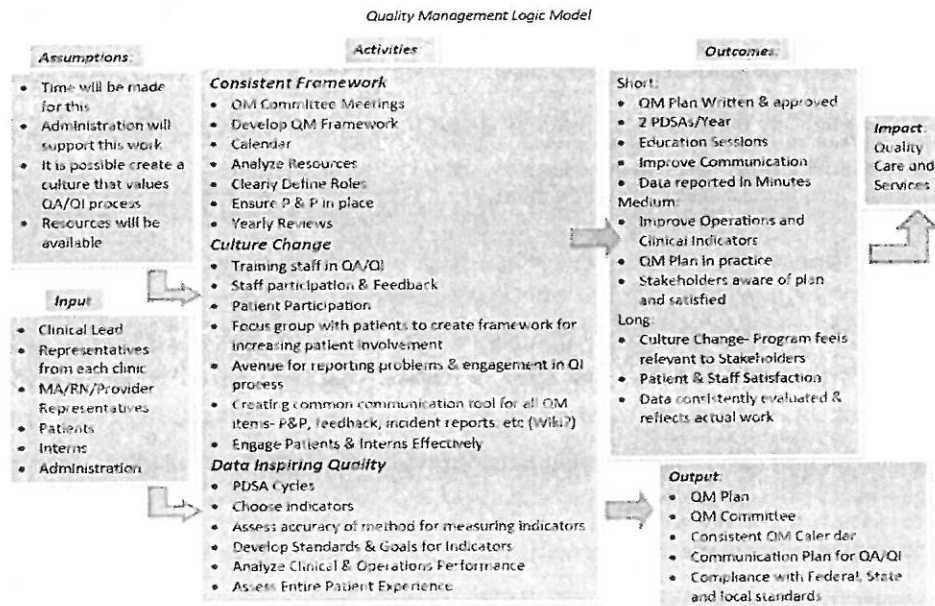 Quality Management Logic Model
Assumptions:
• Time will be made
for this
• Administration will
support this work
• It is possible create a
culture that values
QA/QI process
• Resources will be
available
Input
• Clinical Lead
• Representatives
from each clinic
• MA/RN/Provider
Representatives
• Patients
• Interns
• Administration
Activities
Consistent Framework
• QM Committee Meetings
• Develop QM Framework
• Calendar
• Analyze Resources
• Clearly Define Roles
• Ensure P & P in place
• Yearly Reviews
Culture Change
• Training staff in QA/QI
• Staff participation & Feedback
• Patient Participation
• Focus group with patients to create framework for
increasing patient involvement
• Avenue for reporting problems & engagement in QI
process
• Creating common communication tool for all QM
items- P&P, feedback, incident reports, etc (Wiki?)
• Engage Patients & Interns Effectively
Data Inspiring Quality
• PDSA Cycles
• Choose indicators
• Assess accuracy of method for measuring indicators
• Develop Standards & Goals for Indicators
• Analyze Clinical & Operations Performance
• Assess Entire Patient Experience
Outcomes:
Short:
• QM Plan Written & approved
• 2 PDSAs/Year
• Education Sessions
• Improve Communication
• Data reported in Minutes
Medium:
• Improve Operations and
Clinical Indicators
• QM Plan in practice
• Stakeholders aware of plan
and satisfied
Long:
• Culture Change- Program feels
relevant to Stakeholders
• Patient & Staff Satisfaction
• Data consistently evaluated &
reflects actual work
Output:
• QM Plan
• QM Committee
• Consistent QM Calendar
• Communication Plan for QA/QI
• Compliance with Federal, State
and local standards
Impact:
Quality
Care and
Services